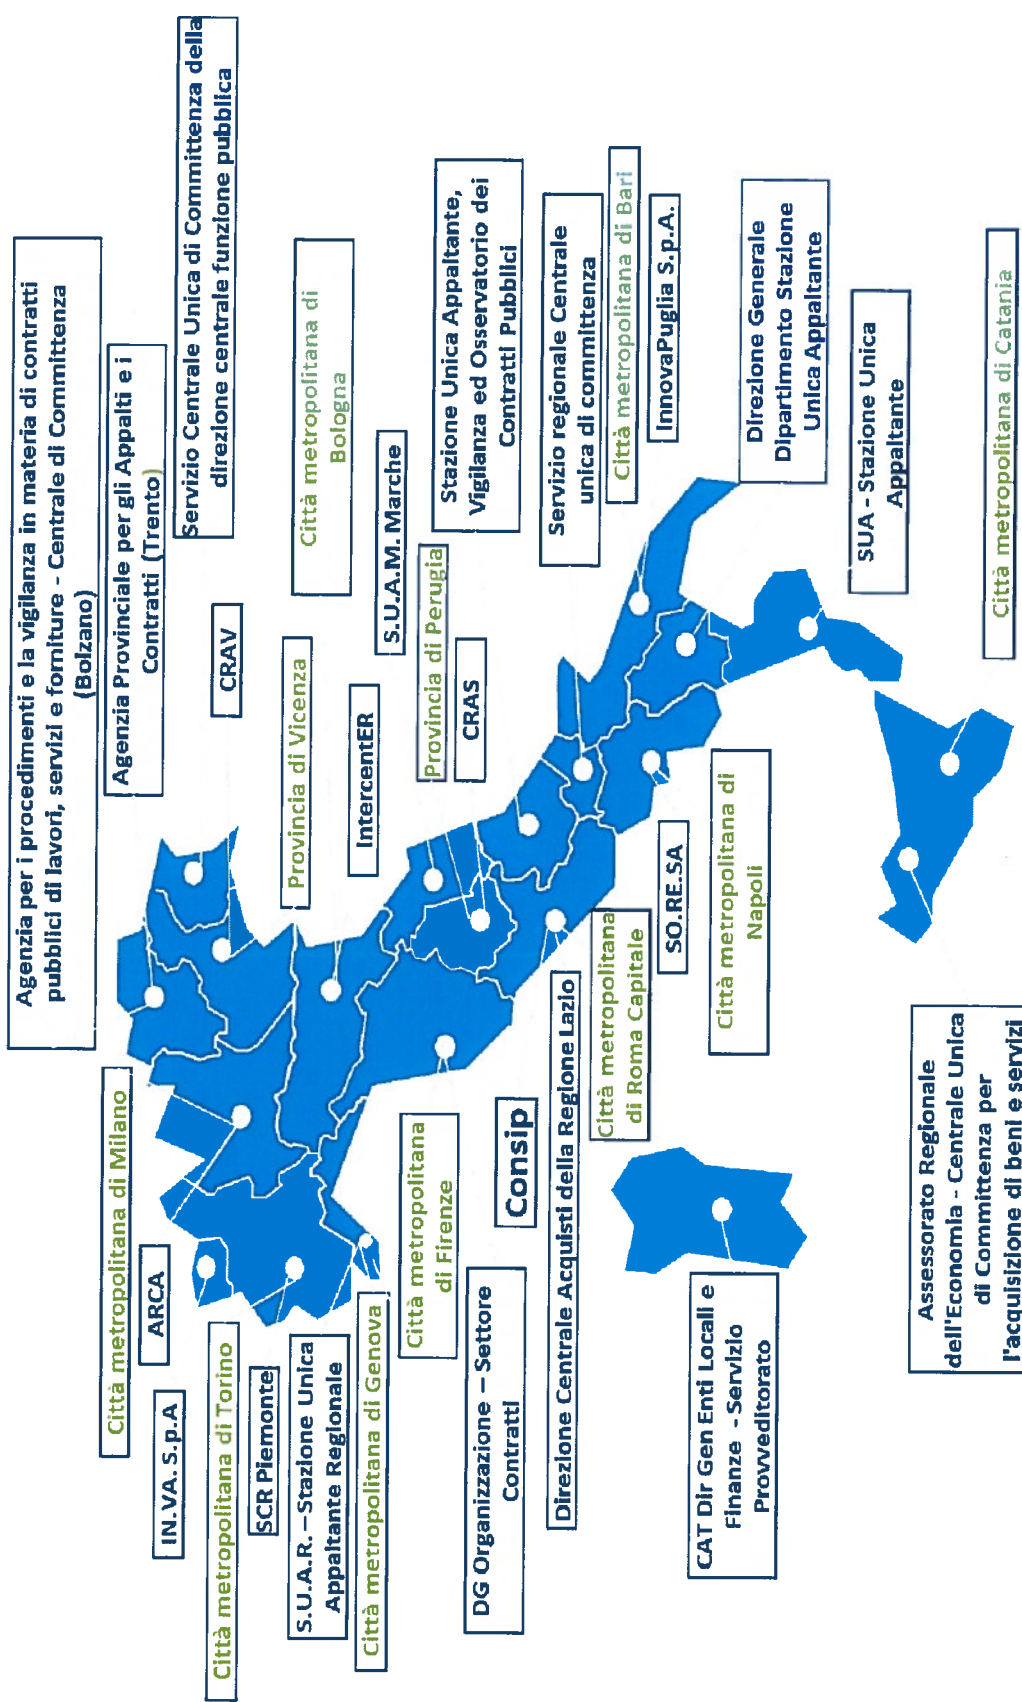 Agenzia per i procedimenti e la vigilanza in materia di contratti
pubblici di lavori, servizi e forniture - Centrale di Committenza
(Bolzano)
Agenzia Provinciale per gli Appalti e i
Contratti (Trento)
Servizio Centrale Unica di Committenza della
direzione centrale funzione pubblica
Città metropolitana di Milano
ARCA
IN.VA. S.p.A
CRAV
Città metropolitana di Torino
SCR Piemonte
Provincia di Vicenza
Città metropolitana di
Bologna
S.U.A.R. – Stazione Unica
Appaltante Regionale
Città metropolitana di Genova
IntercentER
S.U.A.M. Marche
Città metropolitana
di Firenze
Provincia di Perugia
CRAS
Stazione Unica Appaltante,
Vigilanza ed Osservatorio dei
Contratti Pubblici
DG Organizzazione – Settore
Contratti
Consip
Direzione Centrale Acquisti della Regione Lazio
Servizio regionale Centrale
unica di committenza
Città metropolitana
di Roma Capitale
Città metropolitana di Bari
InnovaPuglia S.p.A.
SO.RE.SA
Città metropolitana di
Napoli
CAT Dir Gen Enti Locali e
Finanze - Servizio
Provveditorato
Direzione Generale
Dipartimento Stazione
Unica Appaltante
SUA - Stazione Unica
Appaltante
Assessorato Regionale
dell'Economia - Centrale Unica
di Committenza per
l'acquisizione di beni e servizi
Città metropolitana di Catania